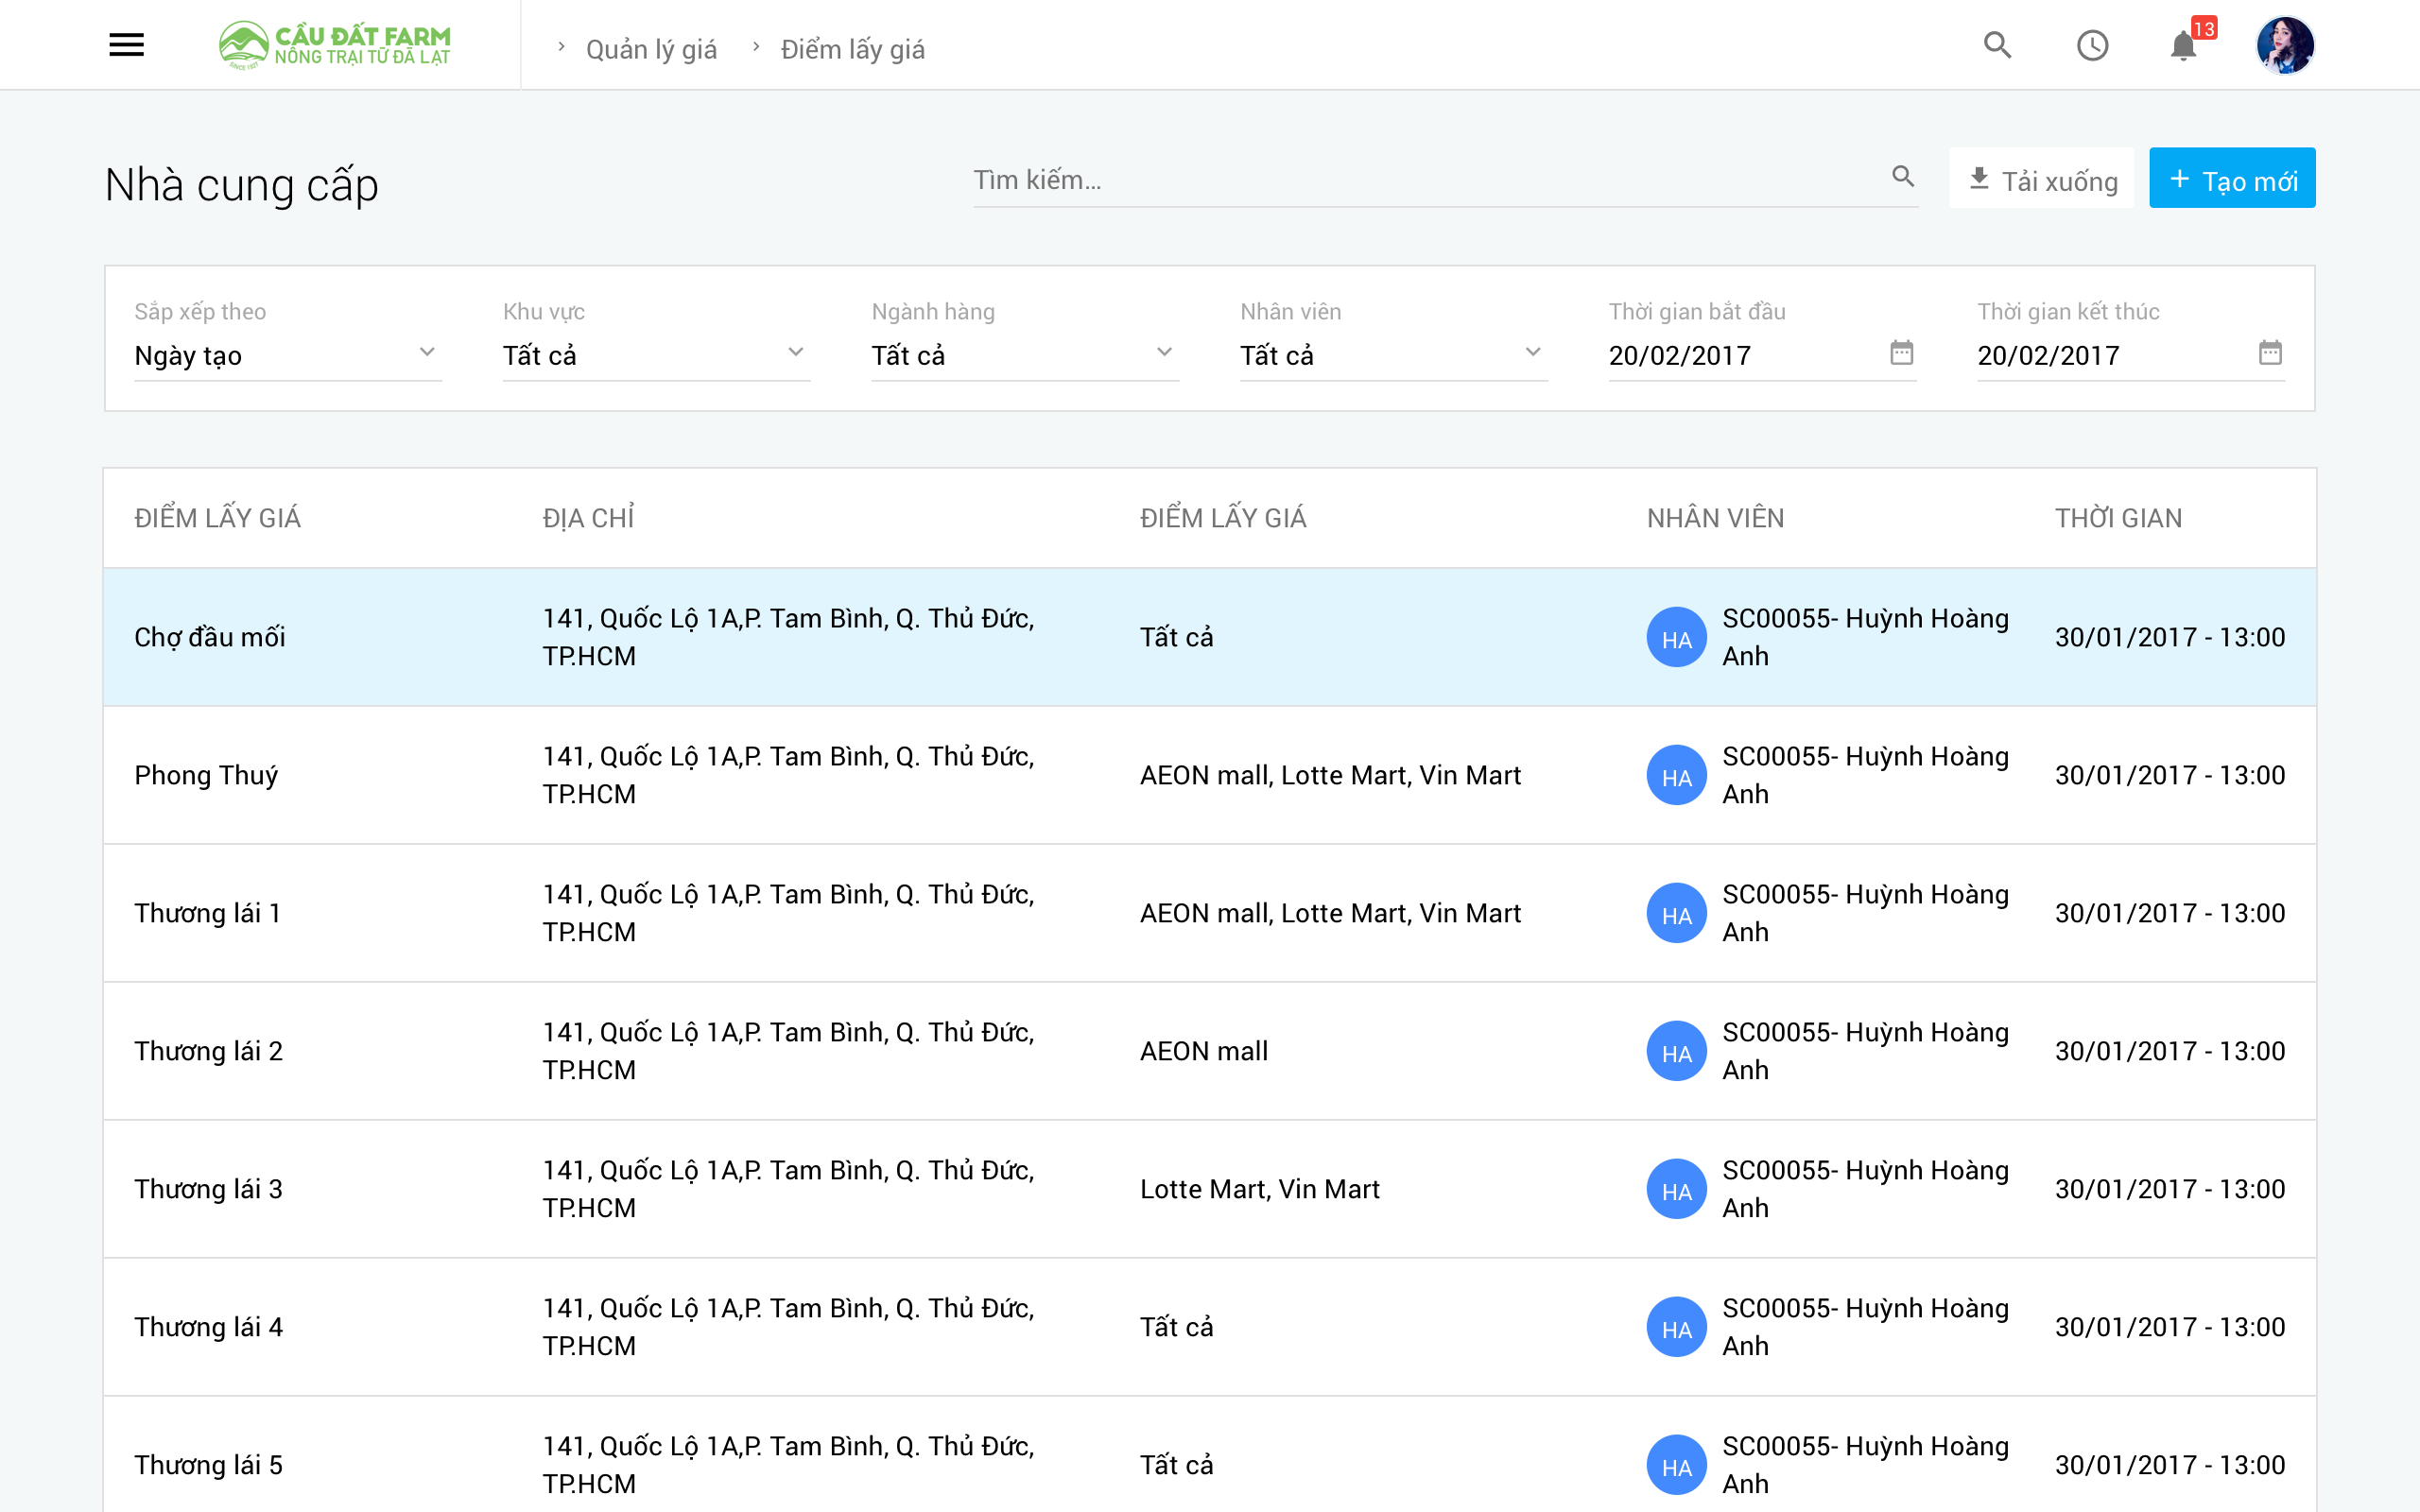 CẦU ĐẤT FARM
NÔNG TRẠI TỪ ĐÀ LẠT
SINCE 1927
Quản lý giá
Điểm lấy giá
13
Nhà cung cấp
Tìm kiếm...
Tải xuống
Tạo mới
Sắp xếp theo
Ngày tạo
Khu vực
Tất cả
Ngành hàng
Tất cả
Nhân viên
Tất cả
Thời gian bắt đầu
20/02/2017
Thời gian kết thúc
20/02/2017
ĐIỂM LẤY GIÁ
ĐỊA CHỈ
ĐIỂM LẤY GIÁ
NHÂN VIÊN
THỜI GIAN
Chợ đầu mối
141, Quốc Lộ 1A,P. Tam Bình, Q. Thủ Đức,
TP.HCM
Tất cả
HA
SC00055- Huỳnh Hoàng
Anh
30/01/2017 - 13:00
Phong Thuý
141, Quốc Lộ 1A,P. Tam Bình, Q. Thủ Đức,
TP.HCM
AEON mall, Lotte Mart, Vin Mart
HA
SC00055- Huỳnh Hoàng
Anh
30/01/2017 - 13:00
Thương lái 1
141, Quốc Lộ 1A,P. Tam Bình, Q. Thủ Đức,
TP.HCM
AEON mall, Lotte Mart, Vin Mart
HA
SC00055- Huỳnh Hoàng
Anh
30/01/2017 - 13:00
Thương lái 2
141, Quốc Lộ 1A,P. Tam Bình, Q. Thủ Đức,
TP.HCM
AEON mall
HA
SC00055- Huỳnh Hoàng
Anh
30/01/2017 - 13:00
Thương lái 3
141, Quốc Lộ 1A,P. Tam Bình, Q. Thủ Đức,
TP.HCM
Lotte Mart, Vin Mart
HA
SC00055- Huỳnh Hoàng
Anh
30/01/2017 - 13:00
Thương lái 4
141, Quốc Lộ 1A,P. Tam Bình, Q. Thủ Đức,
TP.HCM
Tất cả
HA
SC00055- Huỳnh Hoàng
Anh
30/01/2017 - 13:00
Thương lái 5
141, Quốc Lộ 1A,P. Tam Bình, Q. Thủ Đức,
TP.HCM
Tất cả
HA
SC00055- Huỳnh Hoàng
Anh
30/01/2017 - 13:00